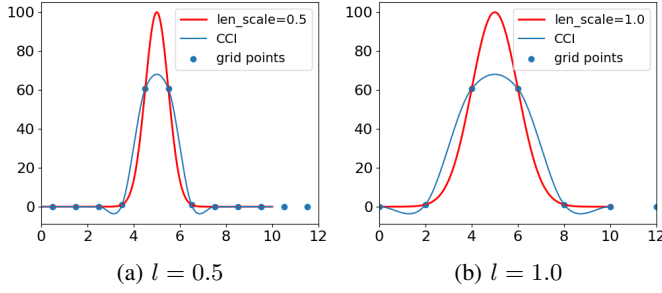 100
80
60
40
20
0
0 2 4 6 8 10 12
len_scale=0.5
CCI
grid points
(a) l = 0.5
100
80
60
40
20
0
0 2 4 6 8 10 12
len_scale=1.0
CCI
grid points
(b) l = 1.0